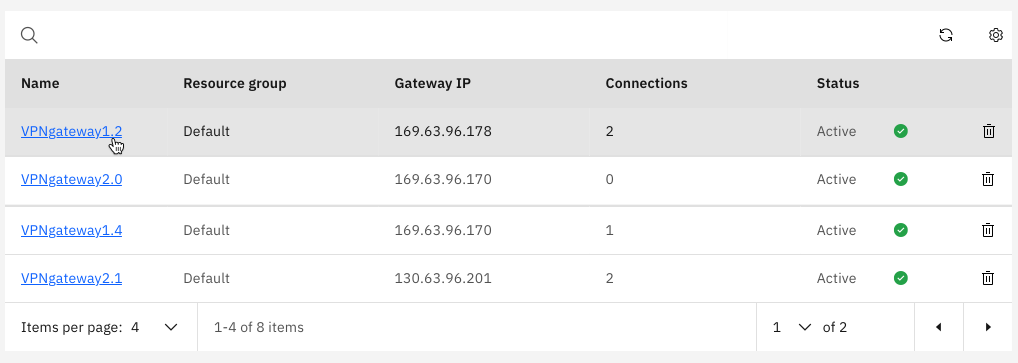 Name Resource group Gateway IP Connections Status
VPNgateway1.2 Default 169.63.96.178 2 Active
VPNgateway2.0 Default 169.63.96.170 0 Active
VPNgateway1.4 Default 169.63.96.170 1 Active
VPNgateway2.1 Default 130.63.96.201 2 Active
Items per page: 4 1-4 of 8 items 1 of 2